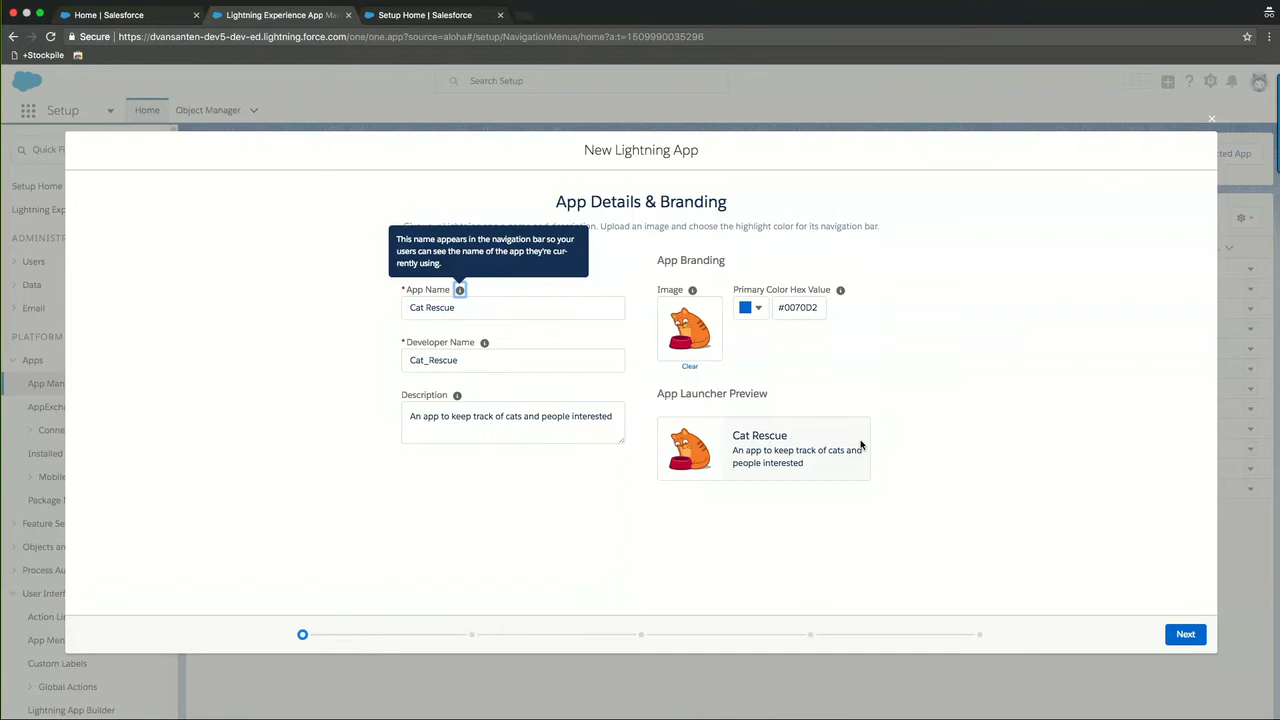 Home | Salesforce
Lightning Experience App Ma
Setup Home | Salesforce
Secure
https://dvansanten-dev5-dev-ed.lightning.force.com/one/one.app?source=aloha#/setup/NavigationMenus/home?a:t=1509990035296
+Stockpile
Search Setup
Setup
Home
Object Manager
New Lightning App
Quick Fi
cted App
Setup Home
Lightning Exp
ADMINIST
Users
Data
Email
PLATFORM
Apps
App Man
AppExch
Conne
Installed
Mobile
Package M
Feature Se
Objects an
Process Au
User Interf
Action Lin
App Menu
Custom Labels
Global Actions
Lightning App Builder
App Details & Branding
Upload an image and choose the highlight color for its navigation bar.
This name appears in the navigation bar so your
users can see the name of the app they're cur-
rently using.
*App Name
Cat Rescue
*Developer Name
Cat_Rescue
Description
An app to keep track of cats and people interested
App Branding
Image
Clear
Primary Color Hex Value
#0070D2
App Launcher Preview
Cat Rescue
An app to keep track of cats and
people interested
Next